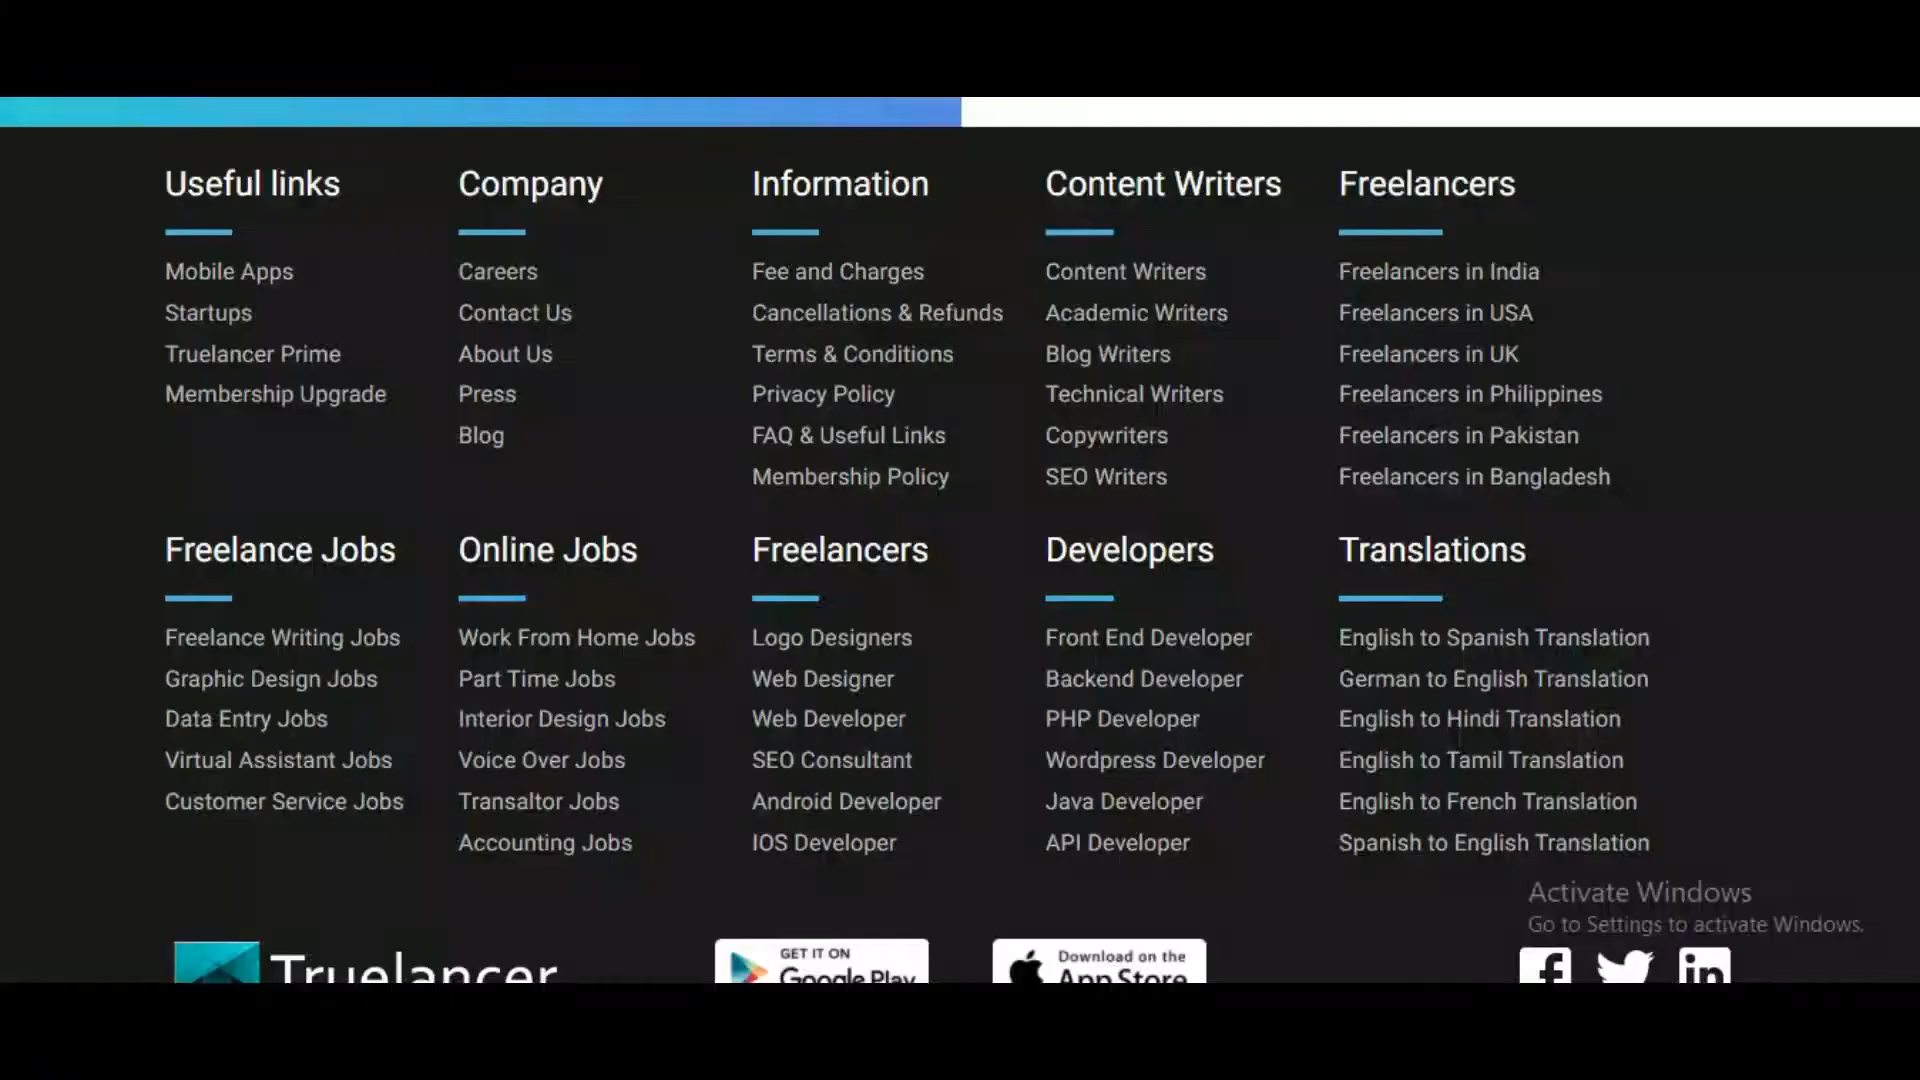 Useful links
Mobile Apps
Startups
Truelancer Prime
Membership Upgrade
Company
Careers
Contact Us
About Us
Press
Blog
Information
Fee and Charges
Cancellations & Refunds
Terms & Conditions
Privacy Policy
FAQ & Useful Links
Membership Policy
Content Writers
Content Writers
Academic Writers
Blog Writers
Technical Writers
Copywriters
SEO Writers
Freelancers
Freelancers in India
Freelancers in USA
Freelancers in UK
Freelancers in Philippines
Freelancers in Pakistan
Freelancers in Bangladesh
Freelance Jobs
Freelance Writing Jobs
Graphic Design Jobs
Data Entry Jobs
Virtual Assistant Jobs
Customer Service Jobs
Online Jobs
Work From Home Jobs
Part Time Jobs
Interior Design Jobs
Voice Over Jobs
Transaltor Jobs
Accounting Jobs
Freelancers
Logo Designers
Web Designer
Web Developer
SEO Consultant
Android Developer
IOS Developer
Developers
Front End Developer
Backend Developer
PHP Developer
Wordpress Developer
Java Developer
API Developer
Translations
English to Spanish Translation
German to English Translation
English to Hindi Translation
English to Tamil Translation
English to French Translation
Spanish to English Translation
Activate Windows
Go to Settings to activate Windows.
Truelancer
GET IT ON
Google Play
Download on the
App Store
f
in